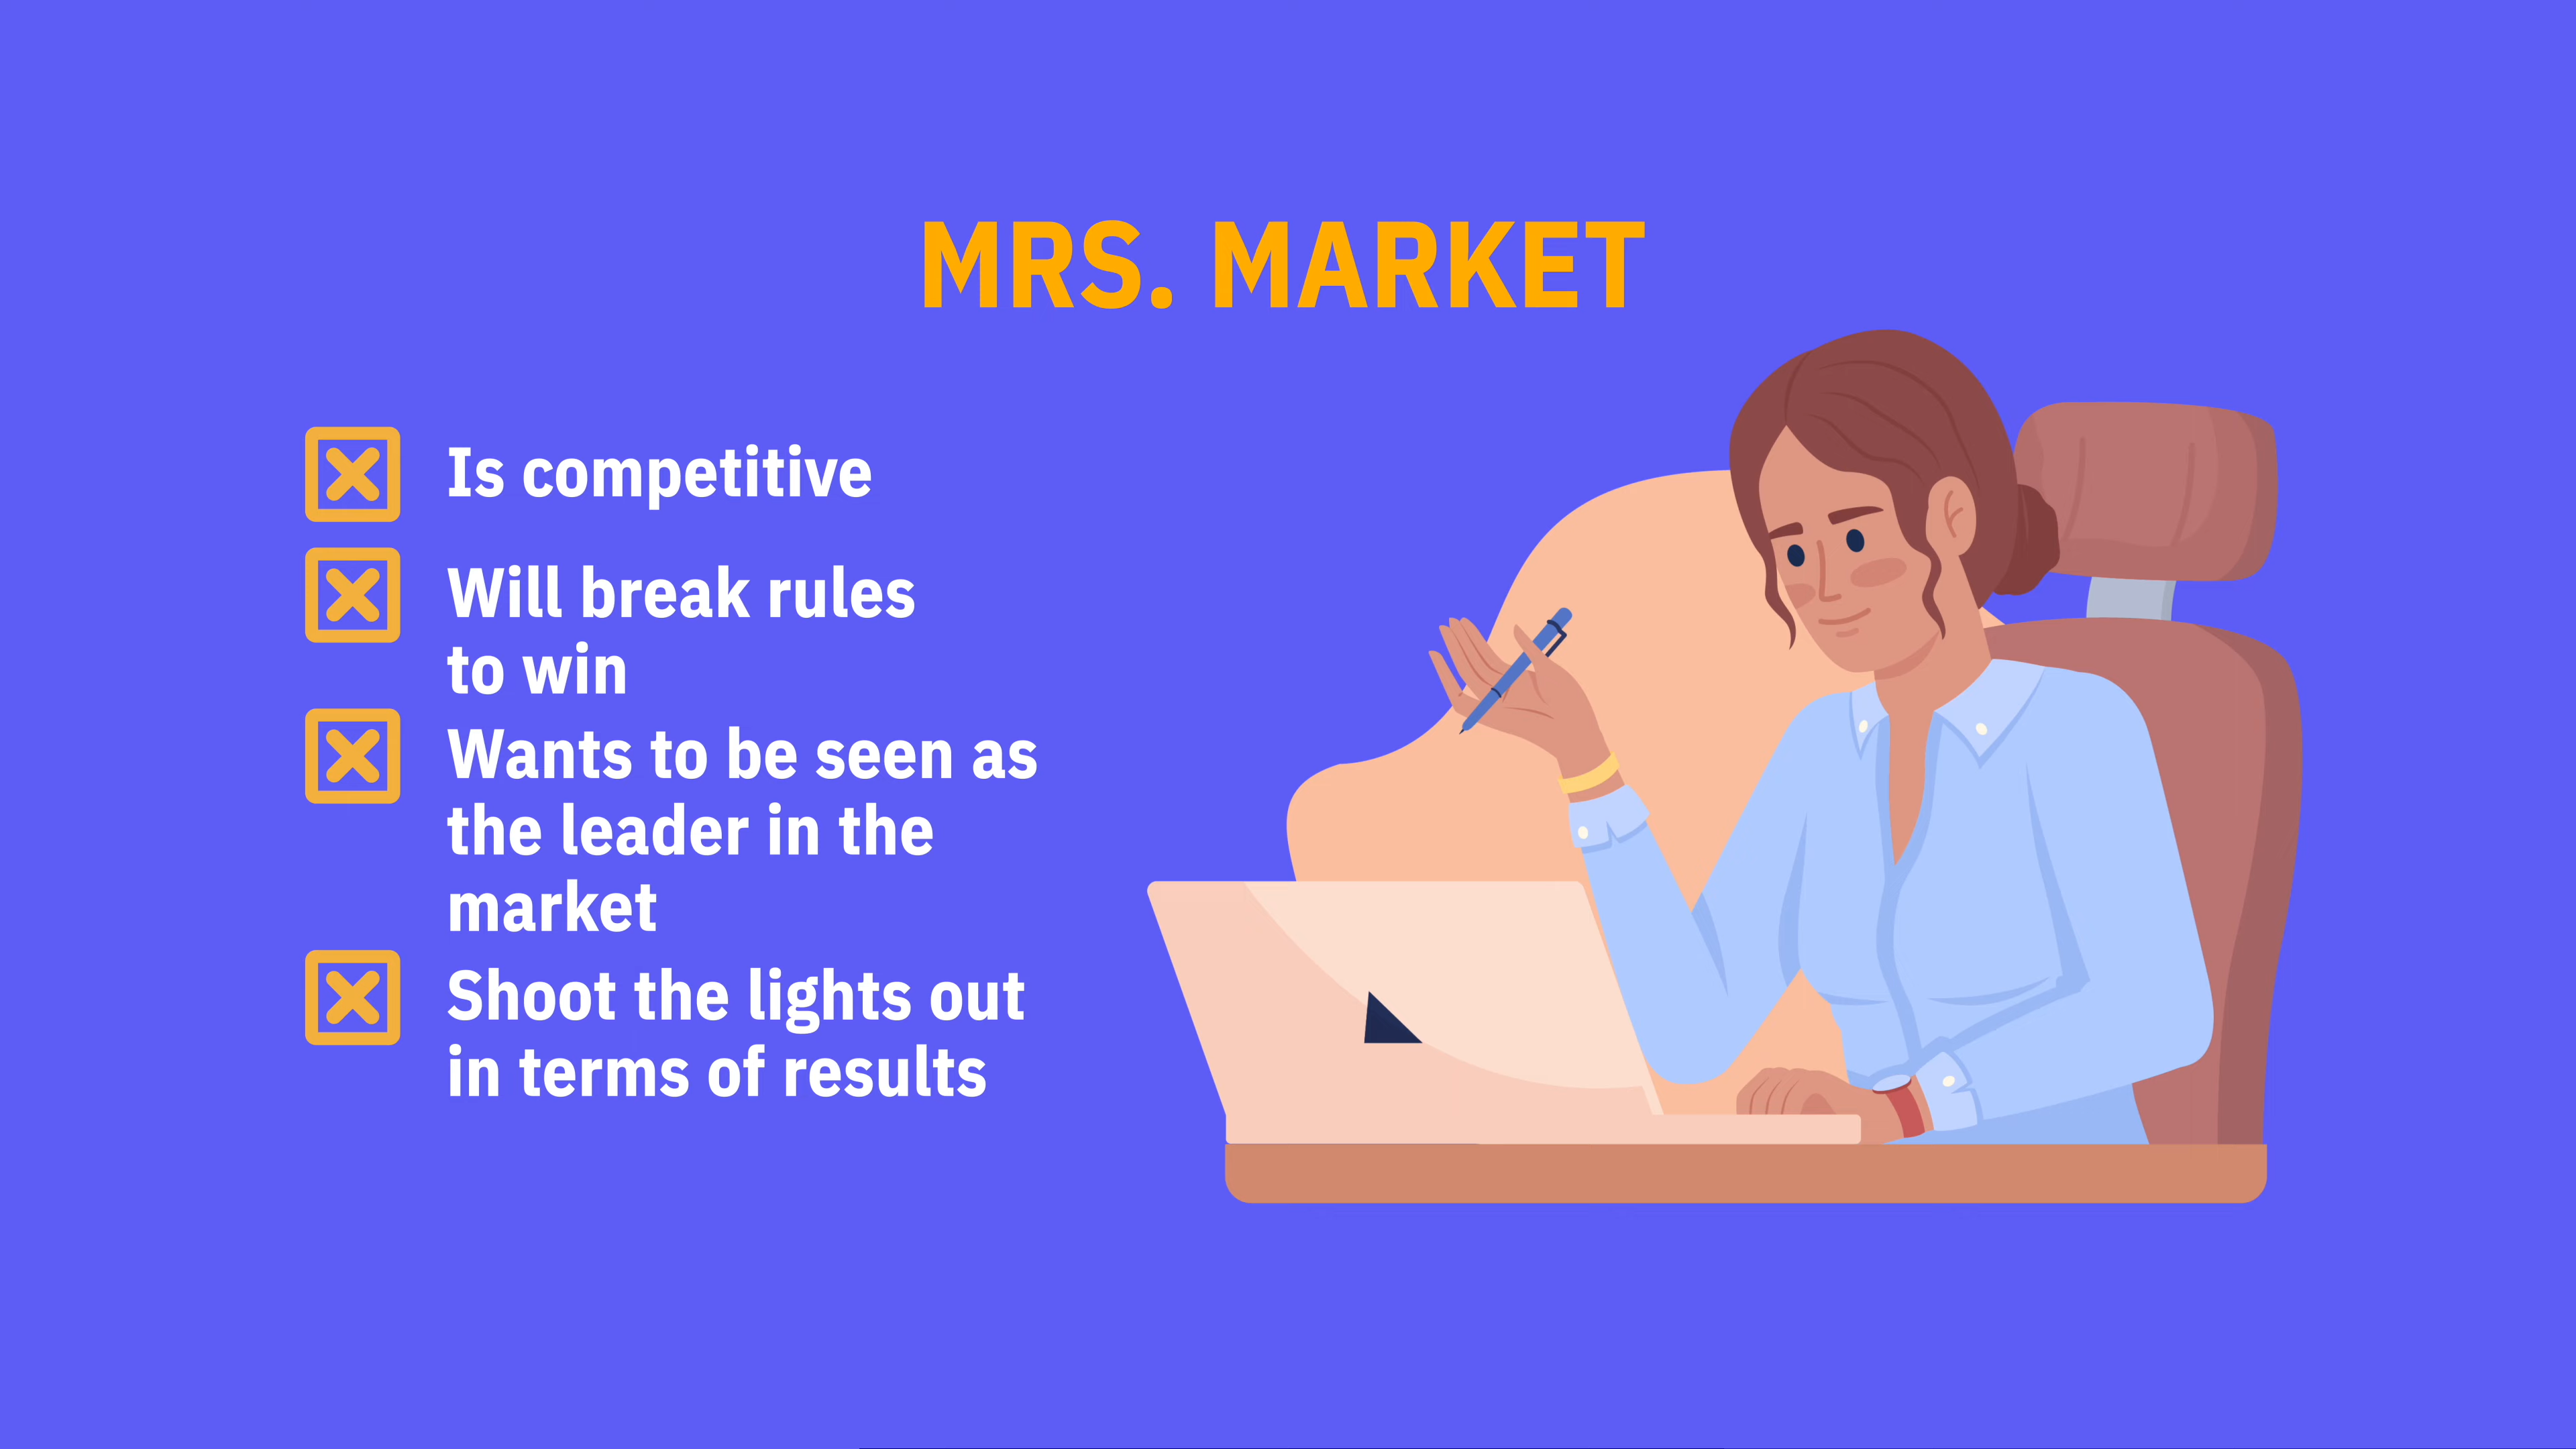 MRS. MARKET
Is competitive
Will break rules
to win
Wants to be seen as
the leader in the
market
Shoot the lights out
in terms of results